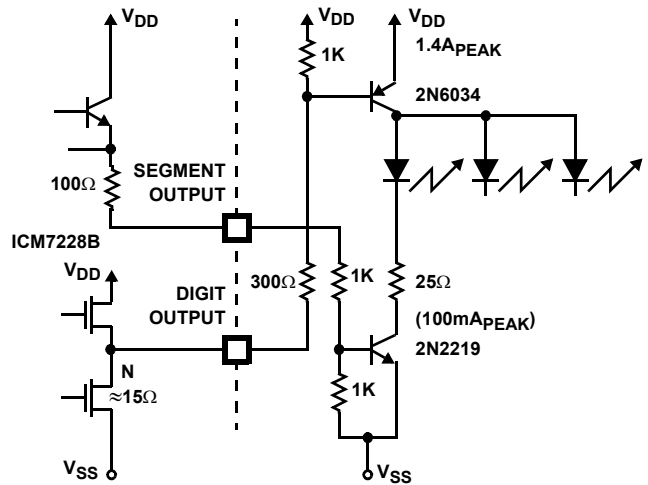 VDD
VDD
VDD
1K
1.4APEAK
2N6034
SEGMENT
OUTPUT
100Ω
ICM7228B
VDD
DIGIT
OUTPUT
300Ω
1K
25Ω
(100mAPEAK)
2N2219
N
≈15Ω
1K
VSS
VSS